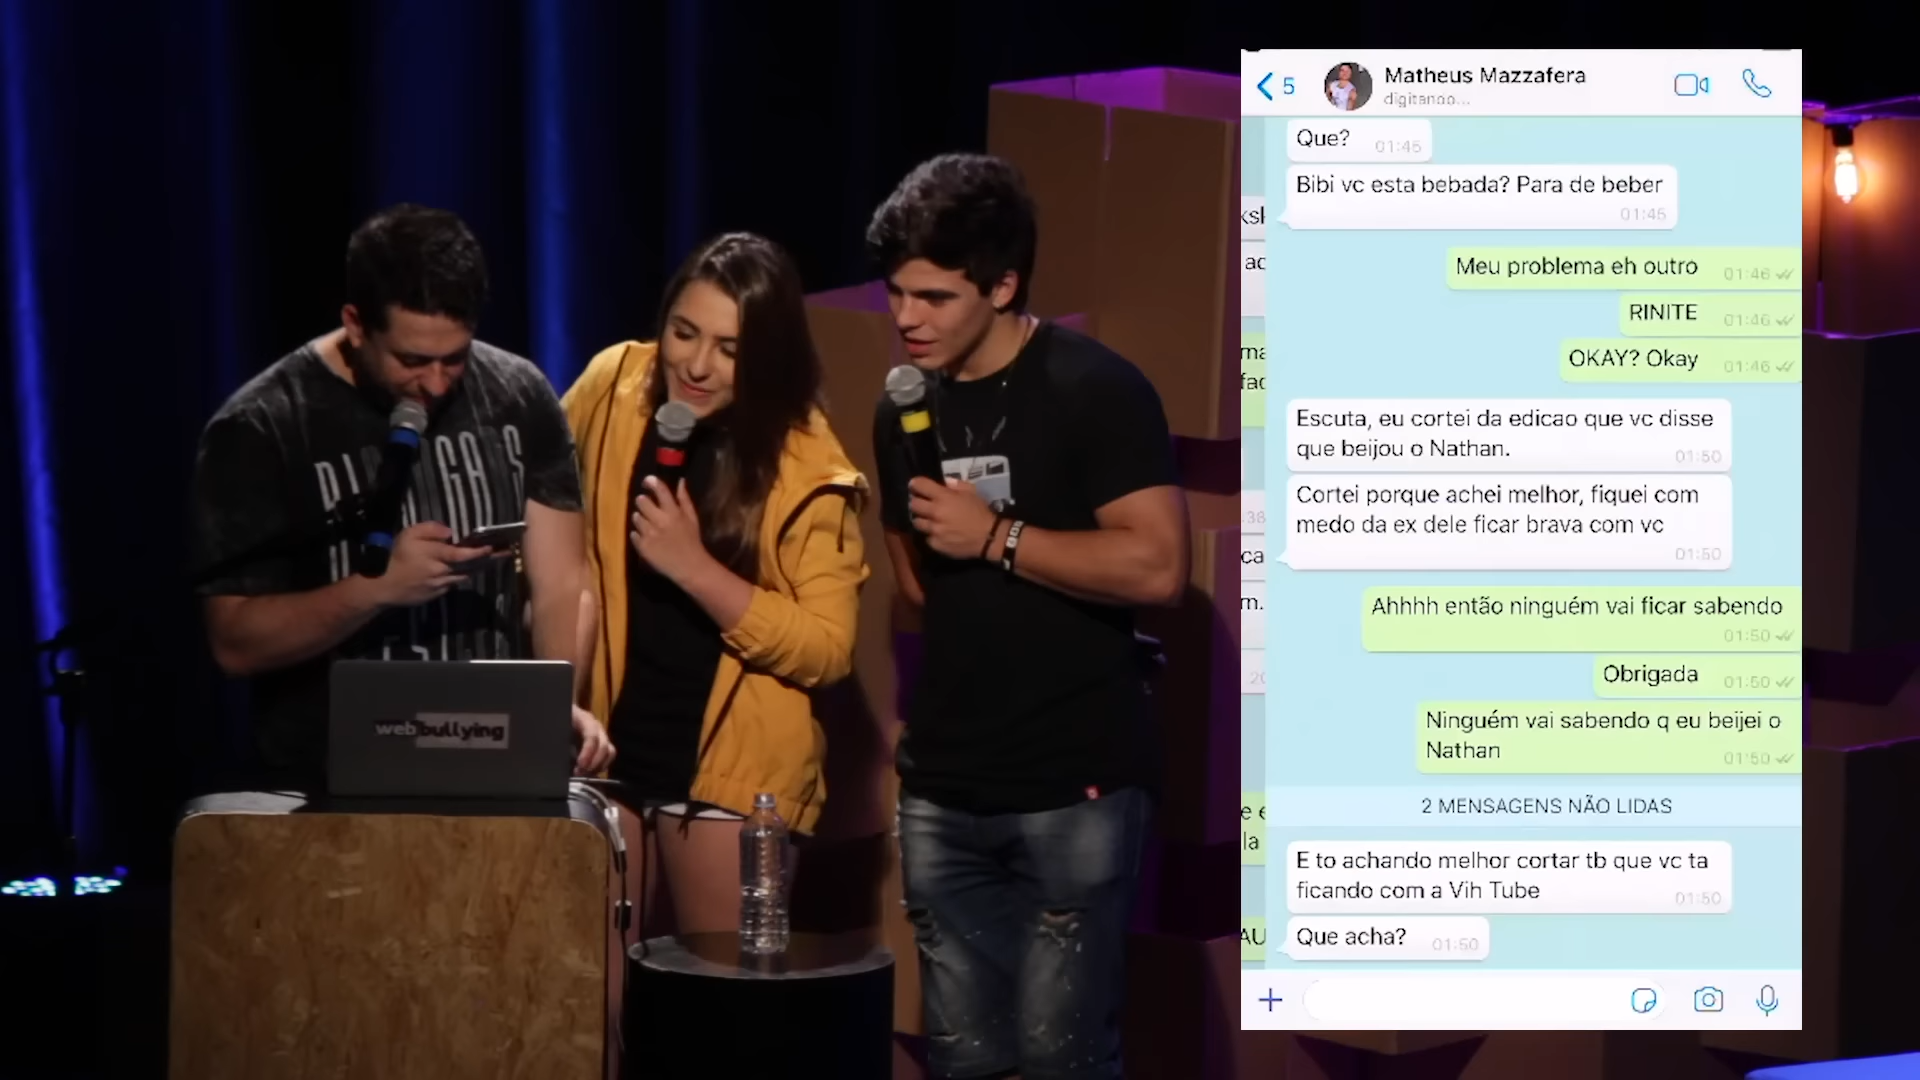 5
Matheus Mazzafera
digitando...
Que? 01:45
Bibi vc esta bebada? Para de beber
01:45
Meu problema eh outro 01:46
RINITE 01:46
OKAY? Okay 01:46
Escuta, eu cortei da edicao que vc disse
que beijou o Nathan. 01:50
Cortei porque achei melhor, fiquei com
medo da ex dele ficar brava com vc
01:50
Ahhhh então ninguém vai ficar sabendo
01:50
Obrigada 01:50
Ninguém vai sabendo q eu beijei o
Nathan 01:50
2 MENSAGENS NÃO LIDAS
E to achando melhor cortar tb que vc ta
ficando com a Vih Tube 01:50
Que acha? 01:50
webbullying